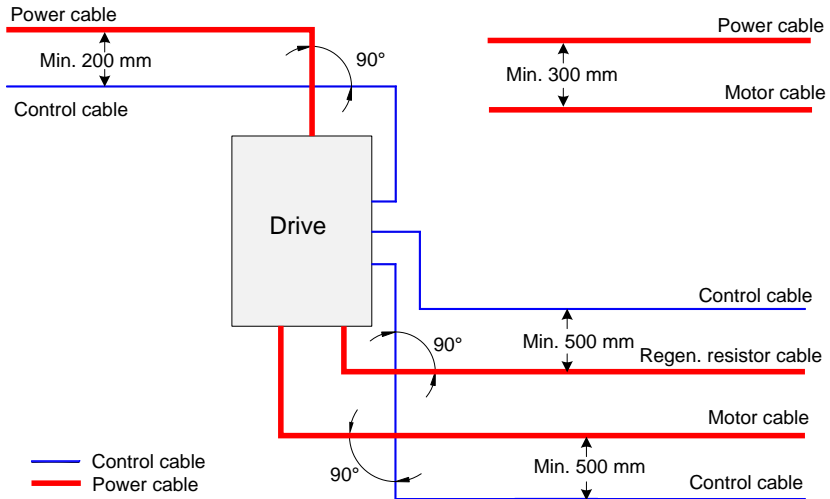 Power cable
Min. 200 mm
90°
Control cable
Power cable
Min. 300 mm
Motor cable
Drive
Control cable
Min. 500 mm
90°
Regen. resistor cable
Motor cable
90°
Min. 500 mm
Control cable
Control cable
Power cable